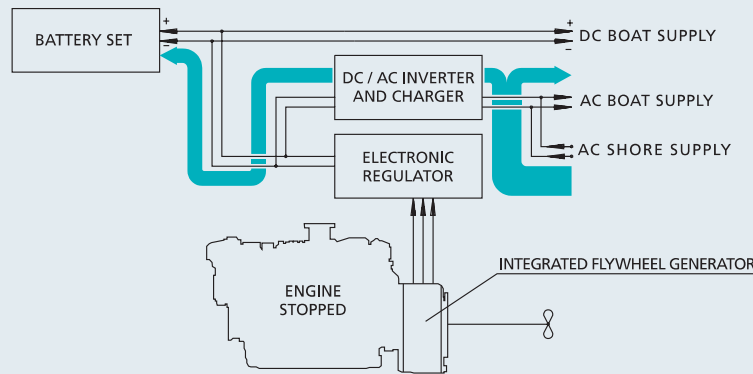 +
+
BATTERY SET
DC BOAT SUPPLY
−
−
DC / AC INVERTER
AND CHARGER
AC BOAT SUPPLY
ELECTRONIC
REGULATOR
AC SHORE SUPPLY
INTEGRATED FLYWHEEL GENERATOR
ENGINE
STOPPED